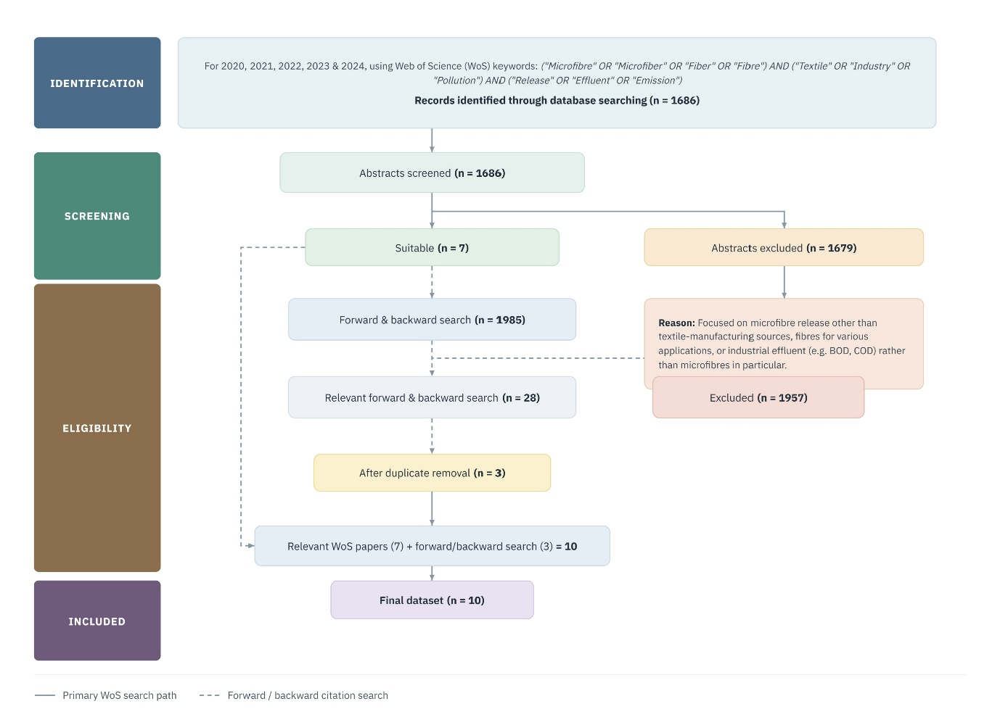 IDENTIFICATION
For 2020, 2021, 2022, 2023 & 2024, using Web of Science (WoS) keywords: ("Microfibre" OR "Microfiber" OR "Fiber" OR "Fibre") AND ("Textile" OR "Industry" OR
"Pollution") AND ("Release" OR "Effluent" OR "Emission")
Records identified through database searching (n = 1686)
SCREENING
Abstracts screened (n = 1686)
Suitable (n = 7)
Abstracts excluded (n = 1679)
ELIGIBILITY
Forward & backward search (n = 1985)
Reason: Focused on microfibre release other than
textile-manufacturing sources, fibres for various
applications, or industrial effluent (e.g. BOD, COD) rather
than microfibres in particular.
Relevant forward & backward search (n = 28)
Excluded (n = 1957)
After duplicate removal (n = 3)
Relevant WoS papers (7) + forward/backward search (3) = 10
INCLUDED
Final dataset (n = 10)
Primary WoS search path
Forward / backward citation search